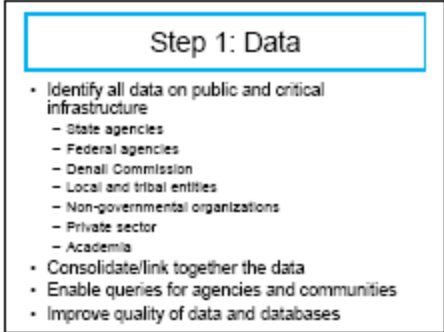 Step 1: Data
• Identify all data on public and critical
infrastructure
– State agencies
– Federal agencies
– Denali Commission
– Local and tribal entities
– Non-governmental organizations
– Private sector
– Academia
• Consolidate/link together the data
• Enable queries for agencies and communities
• Improve quality of data and databases